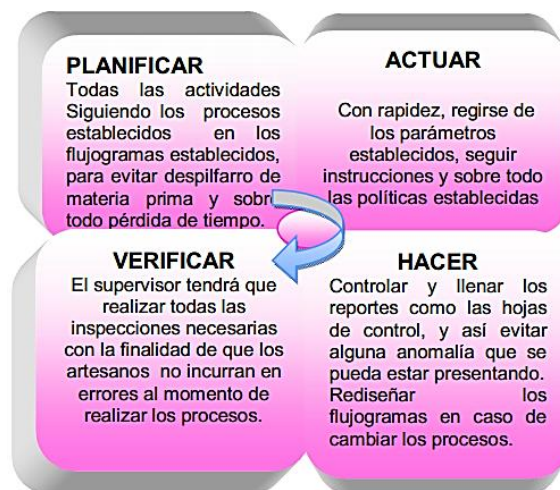 PLANIFICAR
Todas las actividades
Siguiendo los procesos
establecidos en los
flujogramas establecidos,
para evitar despilfarro de
materia prima y sobre
todo pérdida de tiempo.
ACTUAR
Con rapidez, regirse de
los parámetros
establecidos, seguir
instrucciones y sobre todo
las políticas establecidas
VERIFICAR
El supervisor tendrá que
realizar todas las
inspecciones necesarias
con la finalidad de que los
artesanos no incurran en
errores al momento de
realizar los procesos.
HACER
Controlar y llenar los
reportes como las hojas
de control, y así evitar
alguna anomalía que se
pueda estar presentando.
Rediseñar los
flujogramas en caso de
cambiar los procesos.